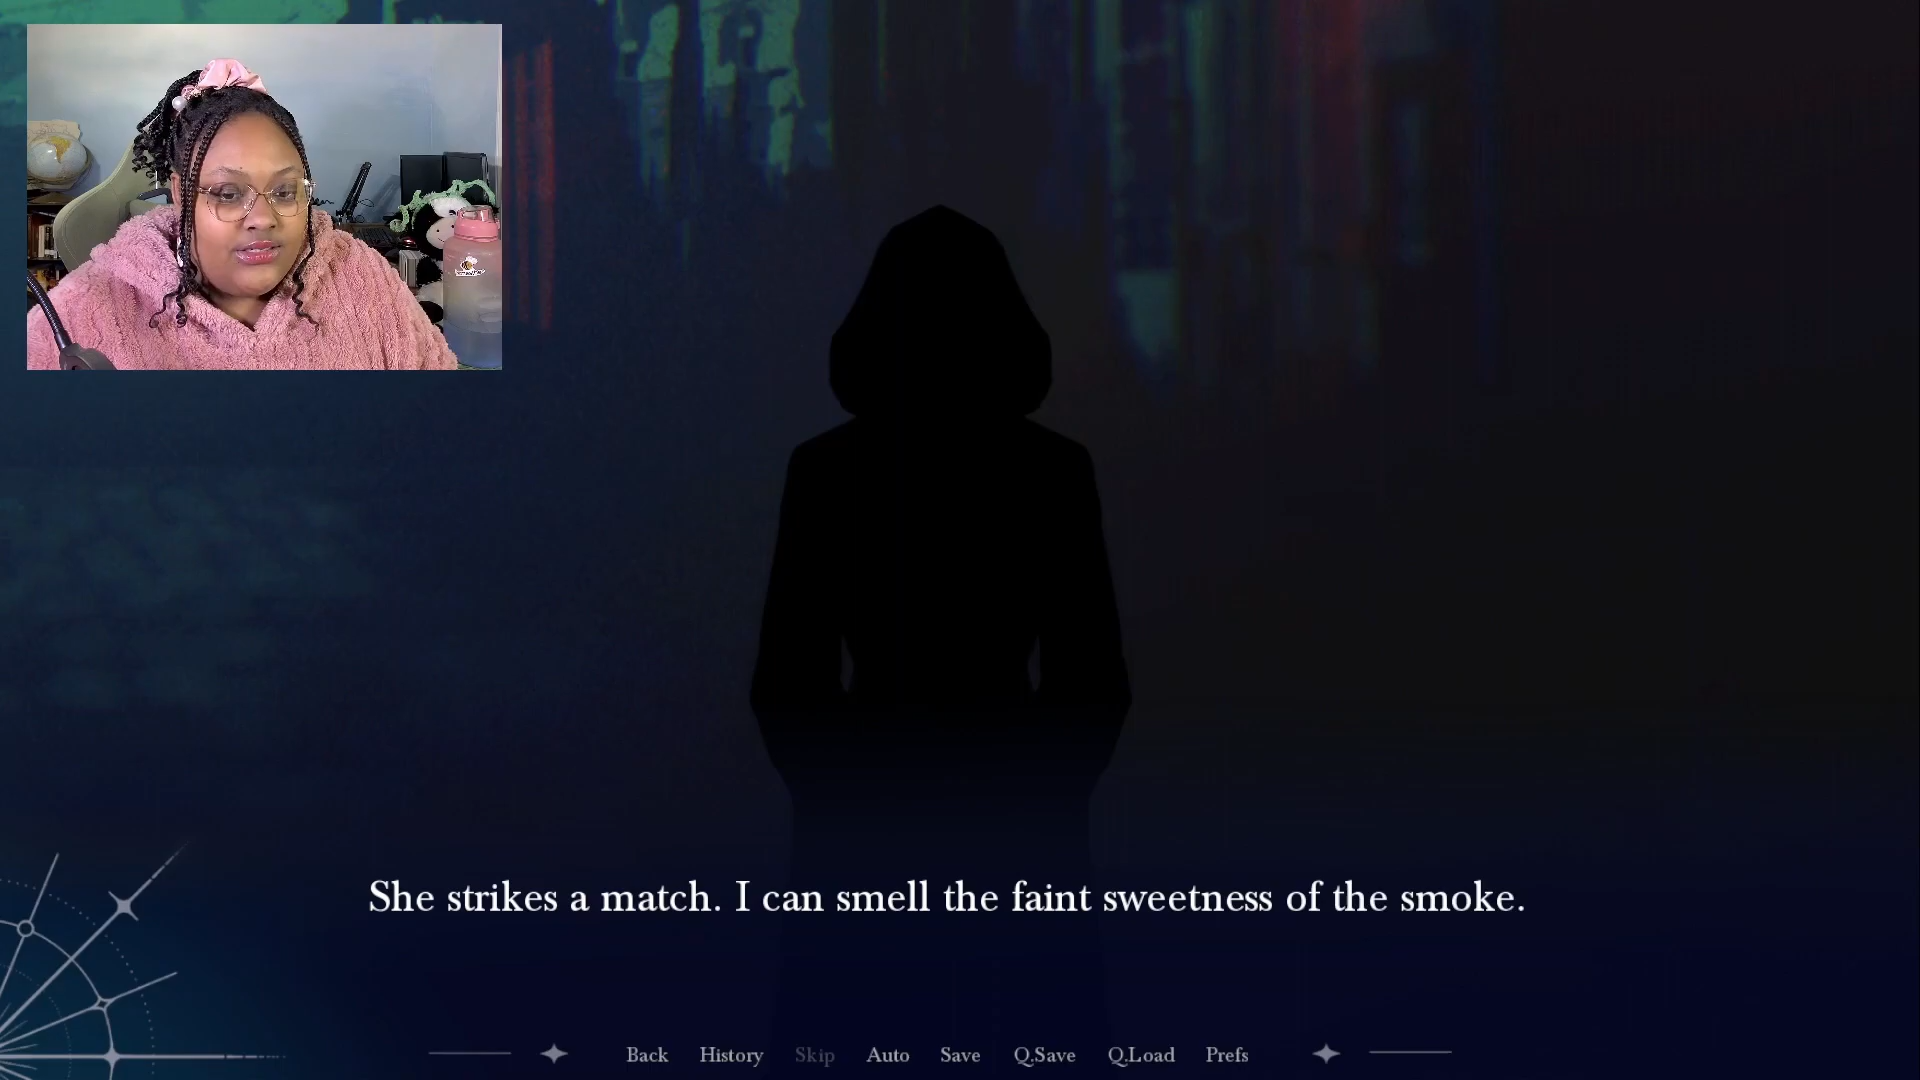 She strikes a match. I can smell the faint sweetness of the smoke.
Back History Skip Auto Save Q.Save Q.Load Prefs